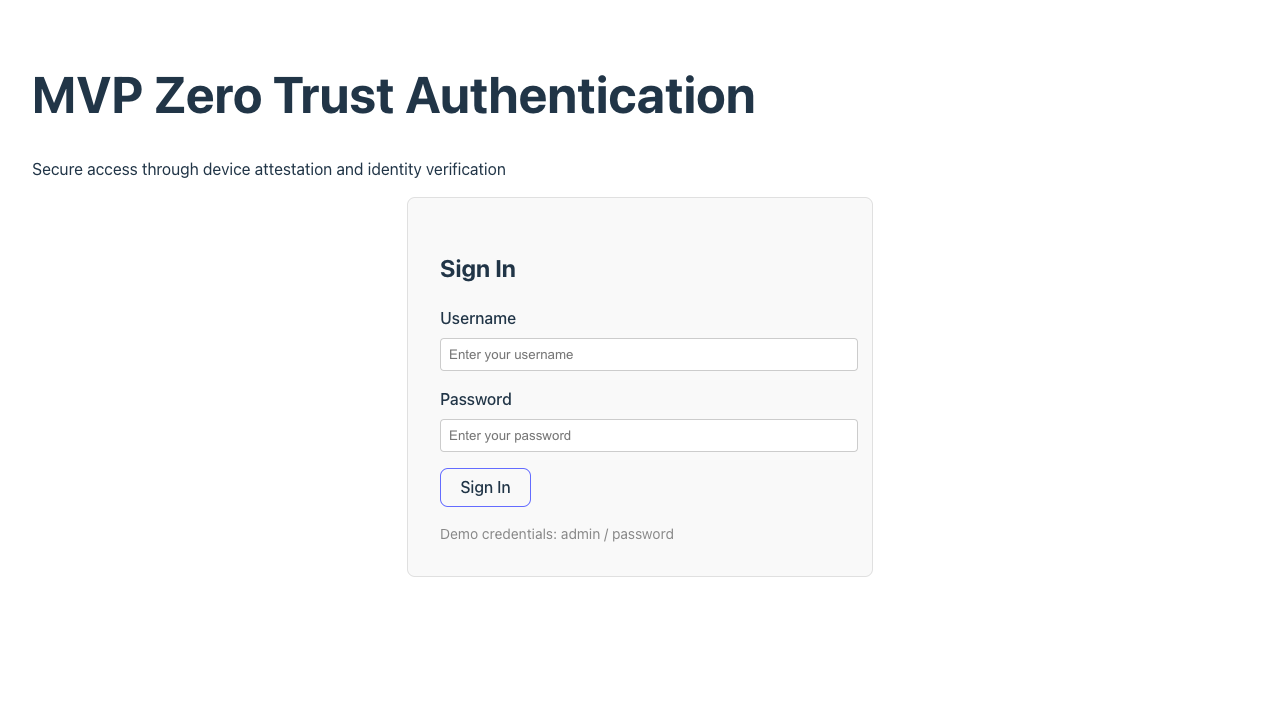 MVP Zero Trust Authentication
Secure access through device attestation and identity verification
Sign In
Username
Enter your username
Password
Enter your password
Sign In
Demo credentials: admin / password